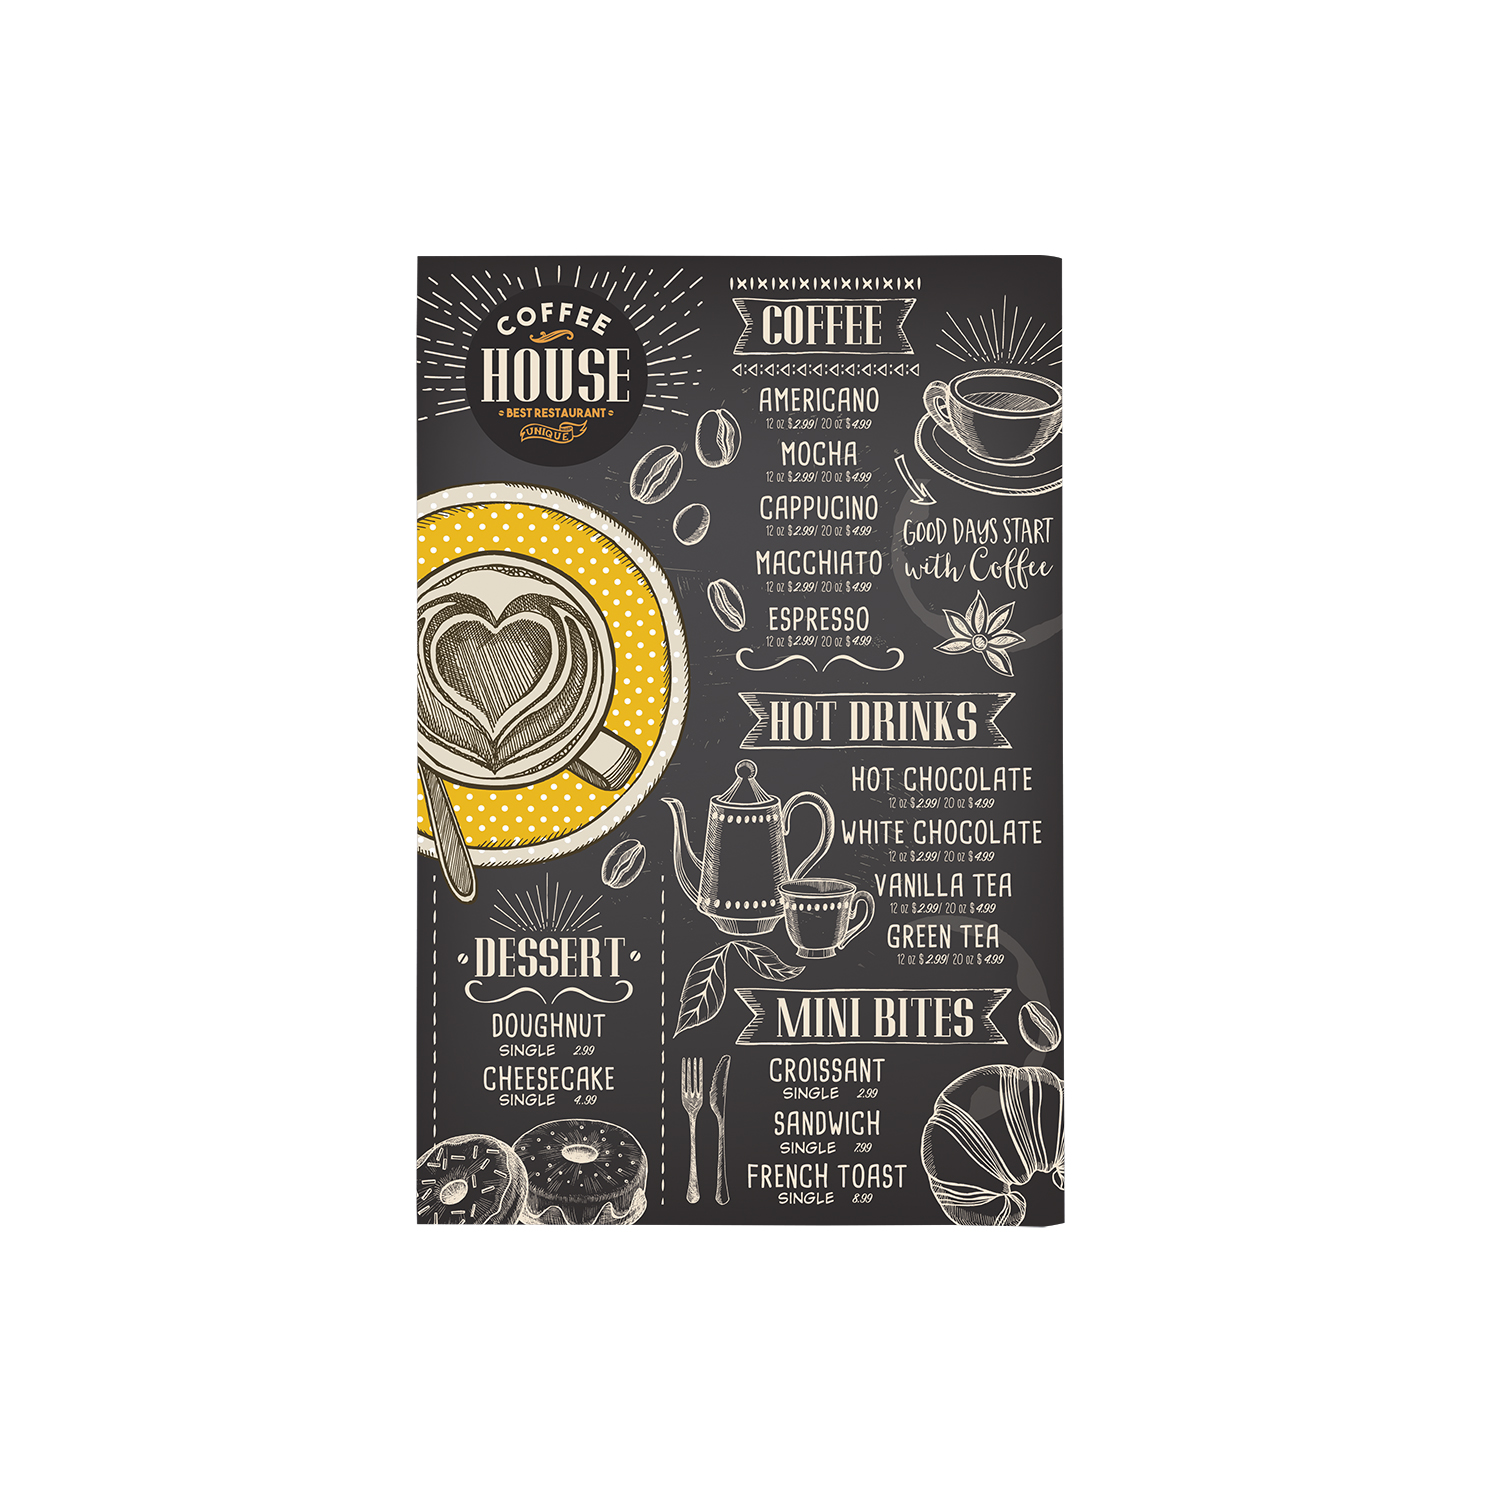 COFFEE
HOUSE
BEST RESTAURANT
UNIQUE
COFFEE
AMERICANO
12 oz $2.99/ 20 oz $4.99
MOCHA
12 oz $2.99/ 20 oz $4.99
CAPPUCINO
12 oz $2.99/ 20 oz $4.99
MACCHIATO
12 oz $2.99/ 20 oz $4.99
ESPRESSO
12 oz $2.99/ 20 oz $4.99
GOOD DAYS START
with Coffee
HOT DRINKS
HOT CHOCOLATE
12 oz $2.99/ 20 oz $4.99
WHITE CHOCOLATE
12 oz $2.99/ 20 oz $4.99
VANILLA TEA
12 oz $2.99/ 20 oz $4.99
GREEN TEA
12 oz $2.99/ 20 oz $4.99
DESSERT
DOUGHNUT
SINGLE 2.99
CHEESECAKE
SINGLE 4.99
MINI BITES
CROISSANT
SINGLE 2.99
SANDWICH
SINGLE 7.99
FRENCH TOAST
SINGLE 8.99